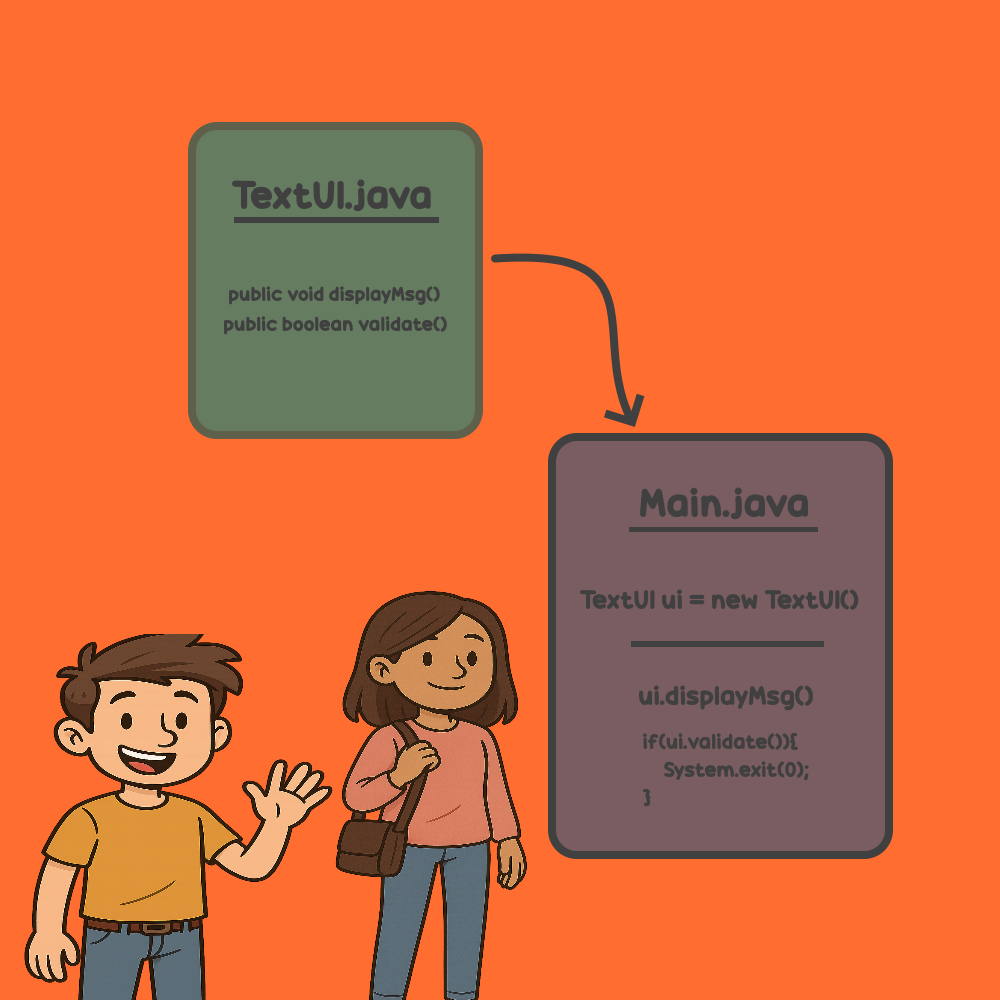 TextUI.java
public void displayMsg()
public boolean validate()
Main.java
TextUI ui = new TextUI()
ui.displayMsg()
if(ui.validate()){
System.exit(0);
}